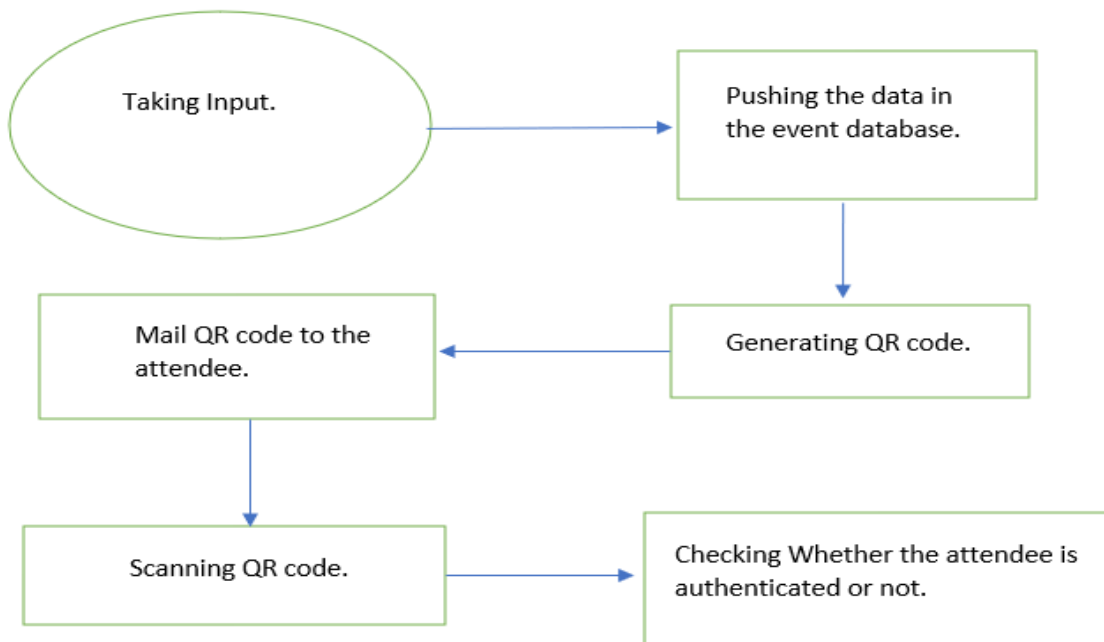 Taking Input.
Pushing the data in
the event database.
Generating QR code.
Mail QR code to the
attendee.
Scanning QR code.
Checking Whether the attendee is
authenticated or not.